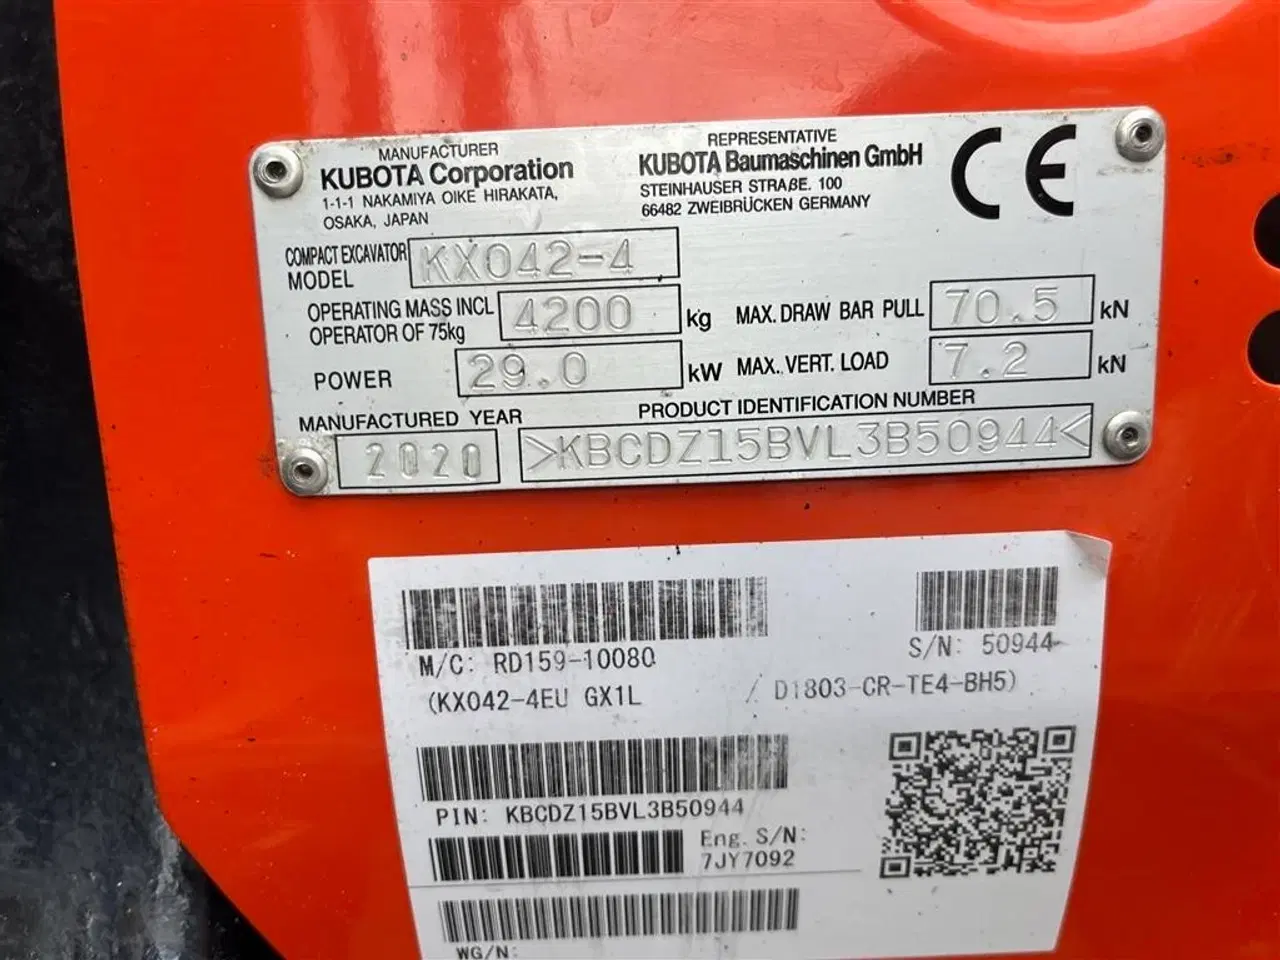 MANUFACTURER
KUBOTA Corporation
1-1-1 NAKAMIYA OIKE HIRAKATA,
OSAKA, JAPAN
REPRESENTATIVE
KUBOTA Baumaschinen GmbH
STEINHAUSER STRAßE. 100
66482 ZWEIBRÜCKEN GERMANY
CE
COMPACT EXCAVATOR
MODEL KX042-4
OPERATING MASS INCL
OPERATOR OF 75kg 4200 kg
MAX. DRAW BAR PULL 70.5 kN
POWER 29.0 kW
MAX. VERT. LOAD 7.2 kN
MANUFACTURED YEAR
2020
PRODUCT IDENTIFICATION NUMBER
>KBCDZ15BVL3B50944<
M/C: RD159-10080
S/N: 50944
(KX042-4EU GX1L / D1803-CR-TE4-BH5)
PIN: KBCDZ15BVL3B50944
Eng. S/N:
7JY7092
WG/N: